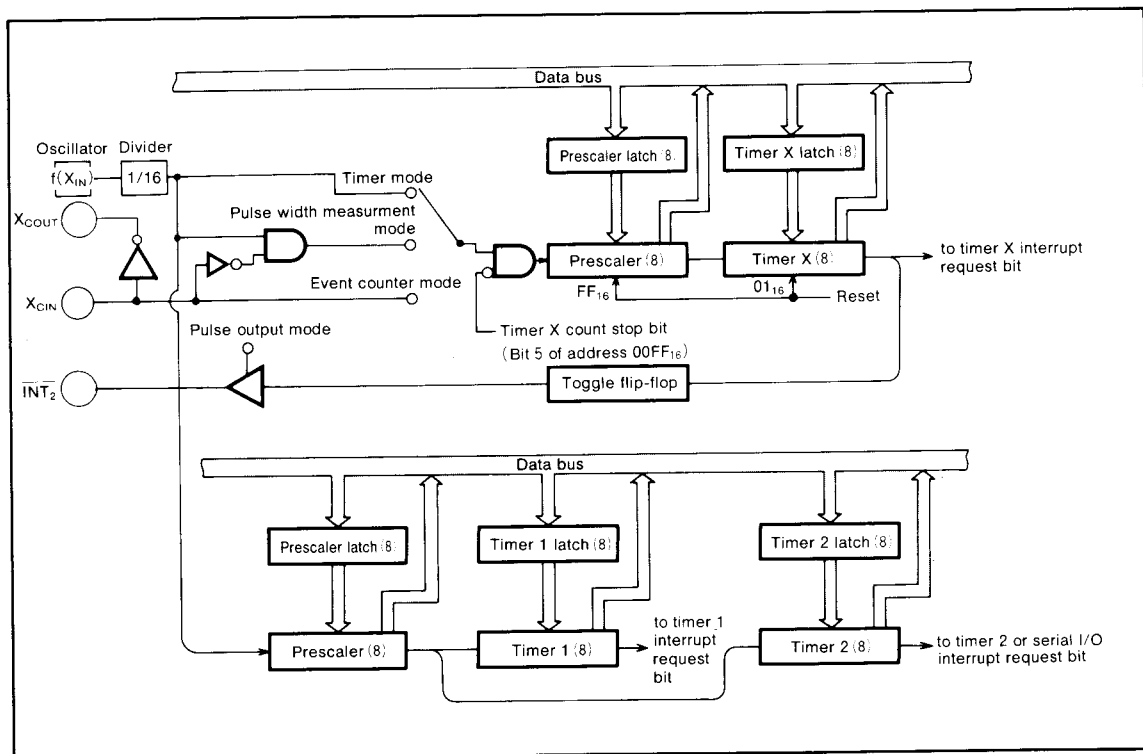 Data bus
Oscillator
Divider
f(XIN)
1/16
Prescaler latch (8)
Timer X latch (8)
Timer mode
XCOUT
Pulse width measurment
mode
Prescaler (8)
Timer X (8)
to timer X interrupt
request bit
FF16
0116
Reset
Event counter mode
XCIN
Timer X count stop bit
(Bit 5 of address 00FF16)
Pulse output mode
Toggle flip-flop
INT2
Data bus
Prescaler latch (8)
Timer 1 latch (8)
Timer 2 latch (8)
to timer 1
interrupt
request
bit
Prescaler (8)
Timer 1 (8)
Timer 2 (8)
to timer 2 or serial I/O
interrupt request bit